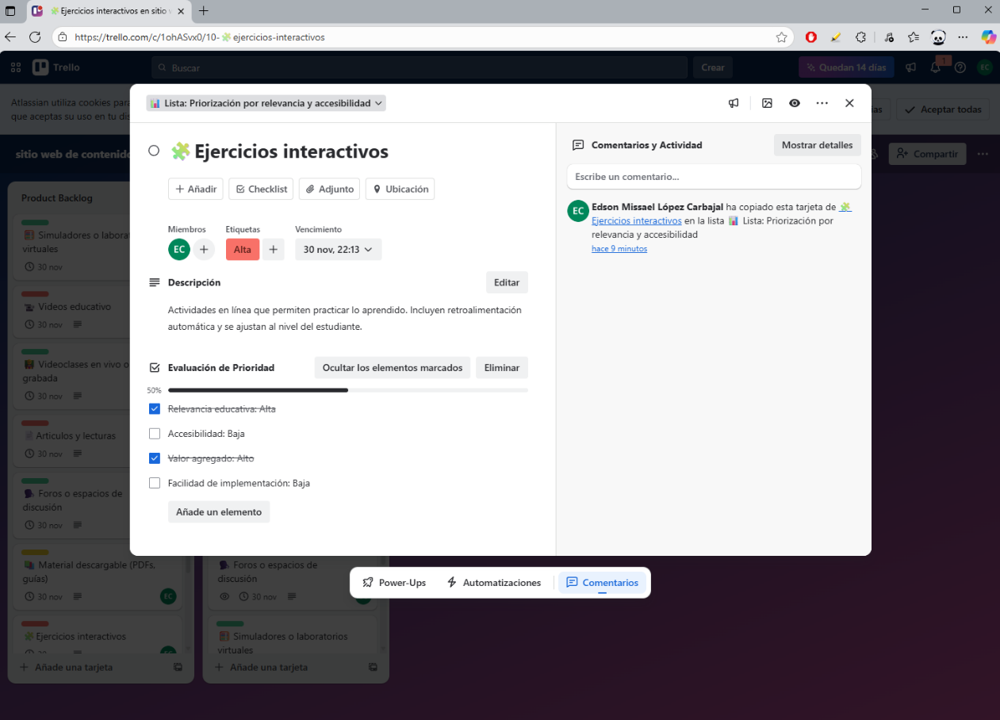 Ejercicios interactivos en sitio v
https://trello.com/c/1ohASvx0/10-🧩ejercicios-interactivos
Trello
Buscar
Crear
Quedan 14 días
1
EC
Atlassian utiliza cookies para
que aceptas su uso en tu dis
ias
Aceptar todas
sitio web de contenido
Compartir
Product Backlog
Simuladores o laborat
virtuales
30 nov
Videos educativo
30 nov
Videoclases en vivo o
grabada
30 nov
Articulos y lecturas
30 nov
Foros o espacios de
discusión
30 nov
Material descargable (PDFs,
guías)
30 nov
EC
Ejercicios interactivos
Añade una tarjeta
Foros o espacios de
discusión
30 nov
Simuladores o laboratorios
virtuales
Añade una tarjeta
Lista: Priorización por relevancia y accesibilidad
Ejercicios interactivos
Añadir
Checklist
Adjunto
Ubicación
Miembros
Etiquetas
Vencimiento
EC
Alta
30 nov, 22:13
Descripción
Editar
Actividades en línea que permiten practicar lo aprendido. Incluyen retroalimentación
automática y se ajustan al nivel del estudiante.
Evaluación de Prioridad
Ocultar los elementos marcados
Eliminar
50%
Relevancia educativa: Alta
Accesibilidad: Baja
Valor agregado: Alto
Facilidad de implementación: Baja
Añade un elemento
Comentarios y Actividad
Mostrar detalles
Escribe un comentario...
EC
Edson Missael López Carbajal ha copiado esta tarjeta de 🧩
Ejercicios interactivos en la lista 📊 Lista: Priorización por
relevancia y accesibilidad
hace 9 minutos
Power-Ups
Automatizaciones
Comentarios